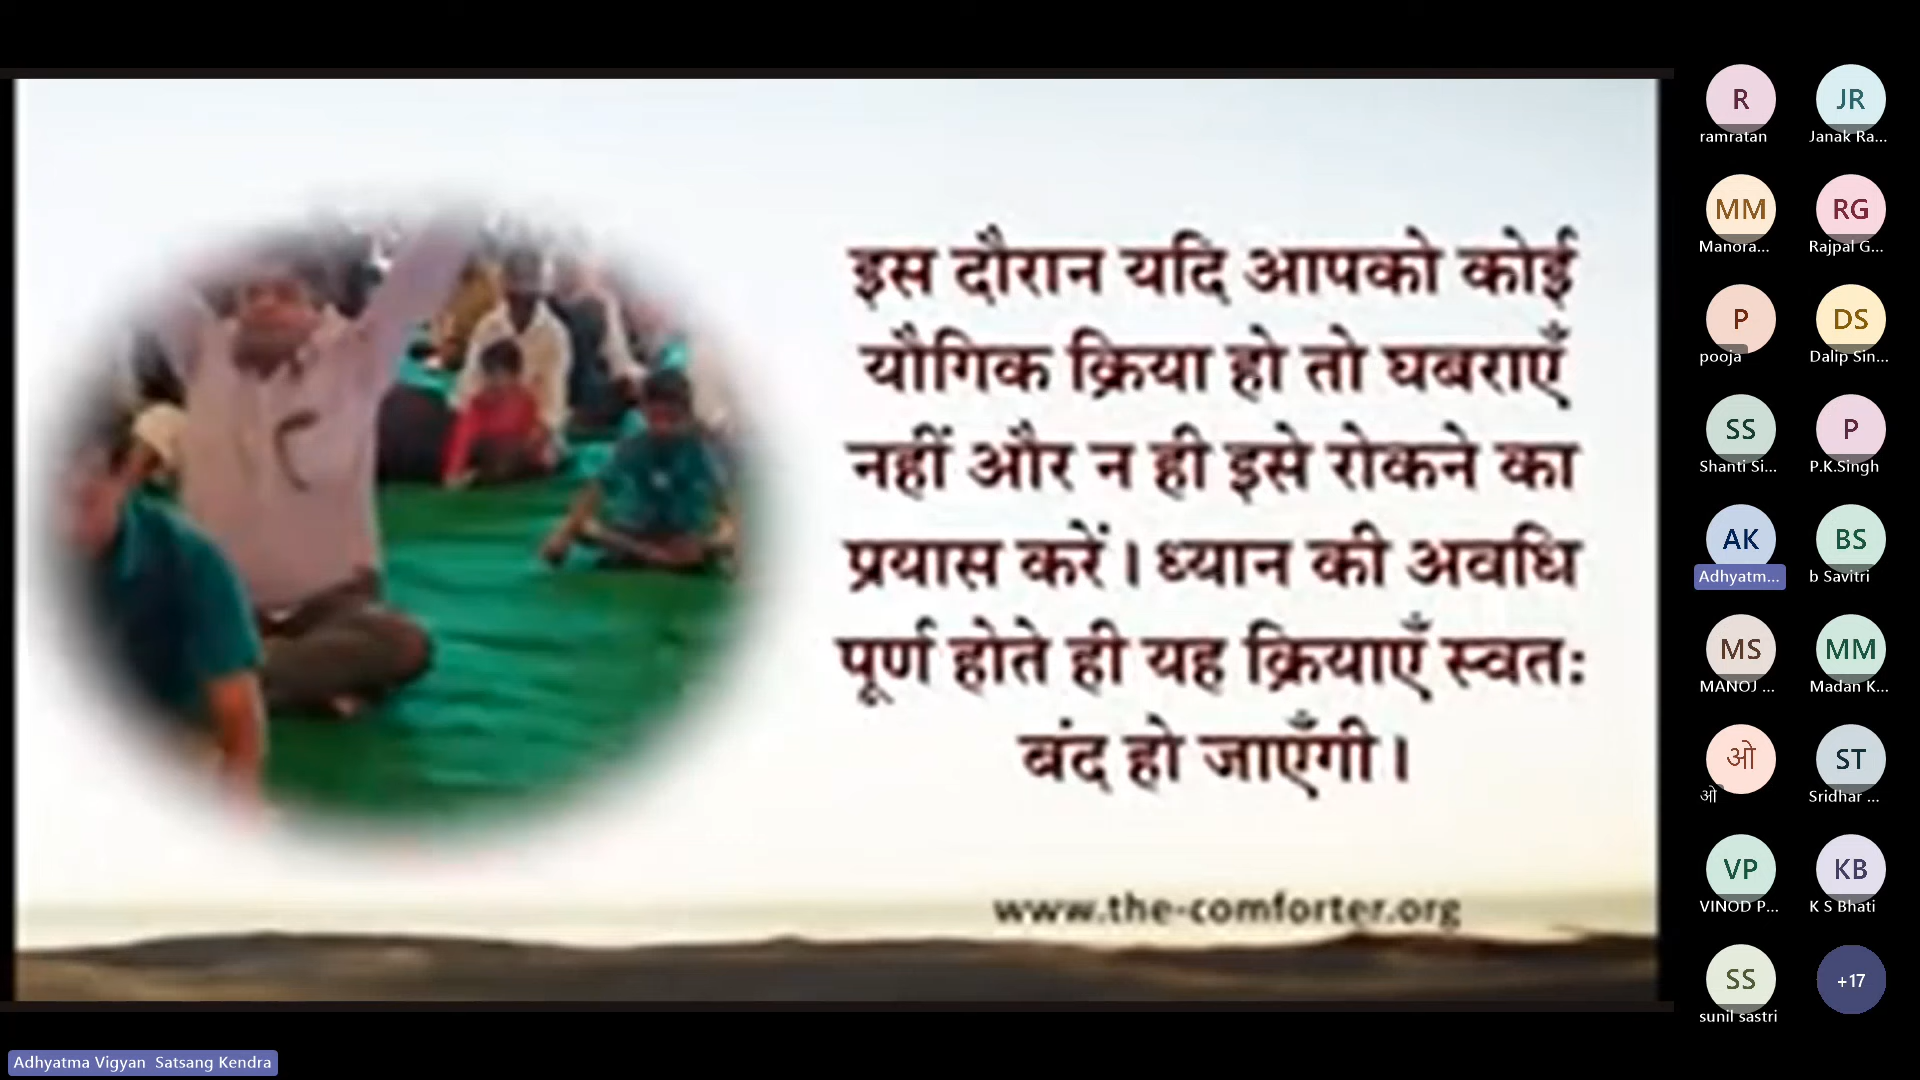 इस दौरान यदि आपको कोई
यौगिक क्रिया हो तो घबराएँ
नहीं और न ही इसे रोकने का
प्रयास करें। ध्यान की अवधि
पूर्ण होते ही यह क्रियाएँ स्वतः
बंद हो जाएँगी।
www.the-comforter.org
R
ramratan
JR
Janak Ra...
MM
Manora...
RG
Rajpal G...
P
pooja
DS
Dalip Sin...
SS
Shanti Si...
P
P.K.Singh
AK
Adhyatm...
BS
b Savitri
MS
MANOJ ...
MM
Madan K...
ओ
ओ
ST
Sridhar ...
VP
VINOD P...
KB
K S Bhati
SS
sunil sastri
+17
Adhyatma Vigyan Satsang Kendra